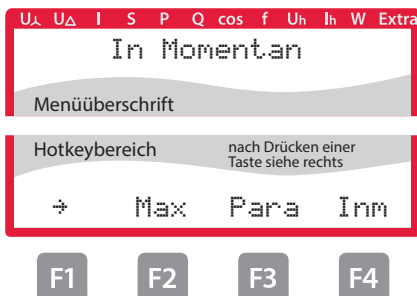 U⅄ U△ I S P Q cos f Uh Ih W Extra
In Momentan
Menüüberschrift
Hotkeybereich nach Drücken einer
Taste siehe rechts
→ Max Para Inm
F1 F2 F3 F4